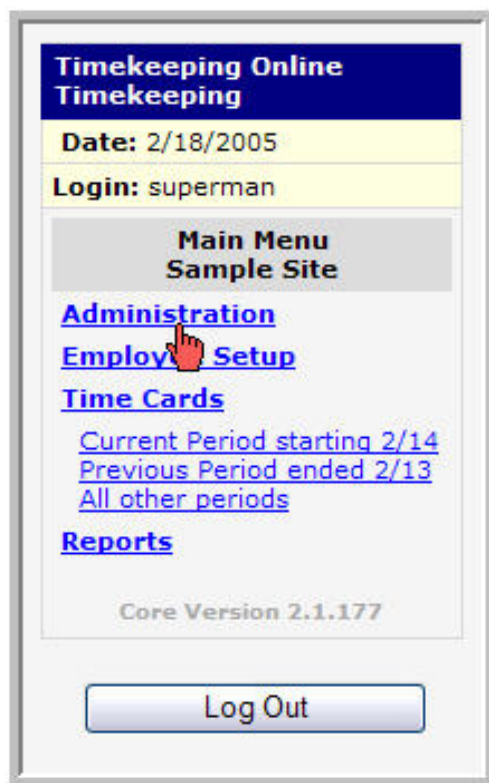 Timekeeping Online
Timekeeping
Date: 2/18/2005
Login: superman
Main Menu
Sample Site
Administration
Employee Setup
Time Cards
Current Period starting 2/14
Previous Period ended 2/13
All other periods
Reports
Core Version 2.1.177
Log Out